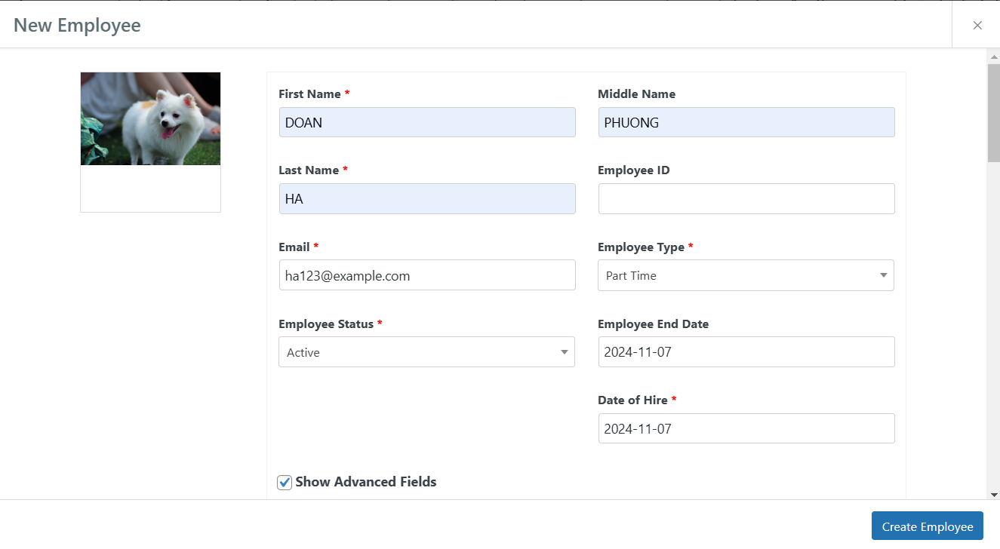 New Employee
First Name *
Middle Name
DOAN
PHUONG
Last Name *
Employee ID
HA
Email *
Employee Type *
ha123@example.com
Part Time
Employee Status *
Employee End Date
Active
2024-11-07
Date of Hire *
2024-11-07
Show Advanced Fields
Create Employee